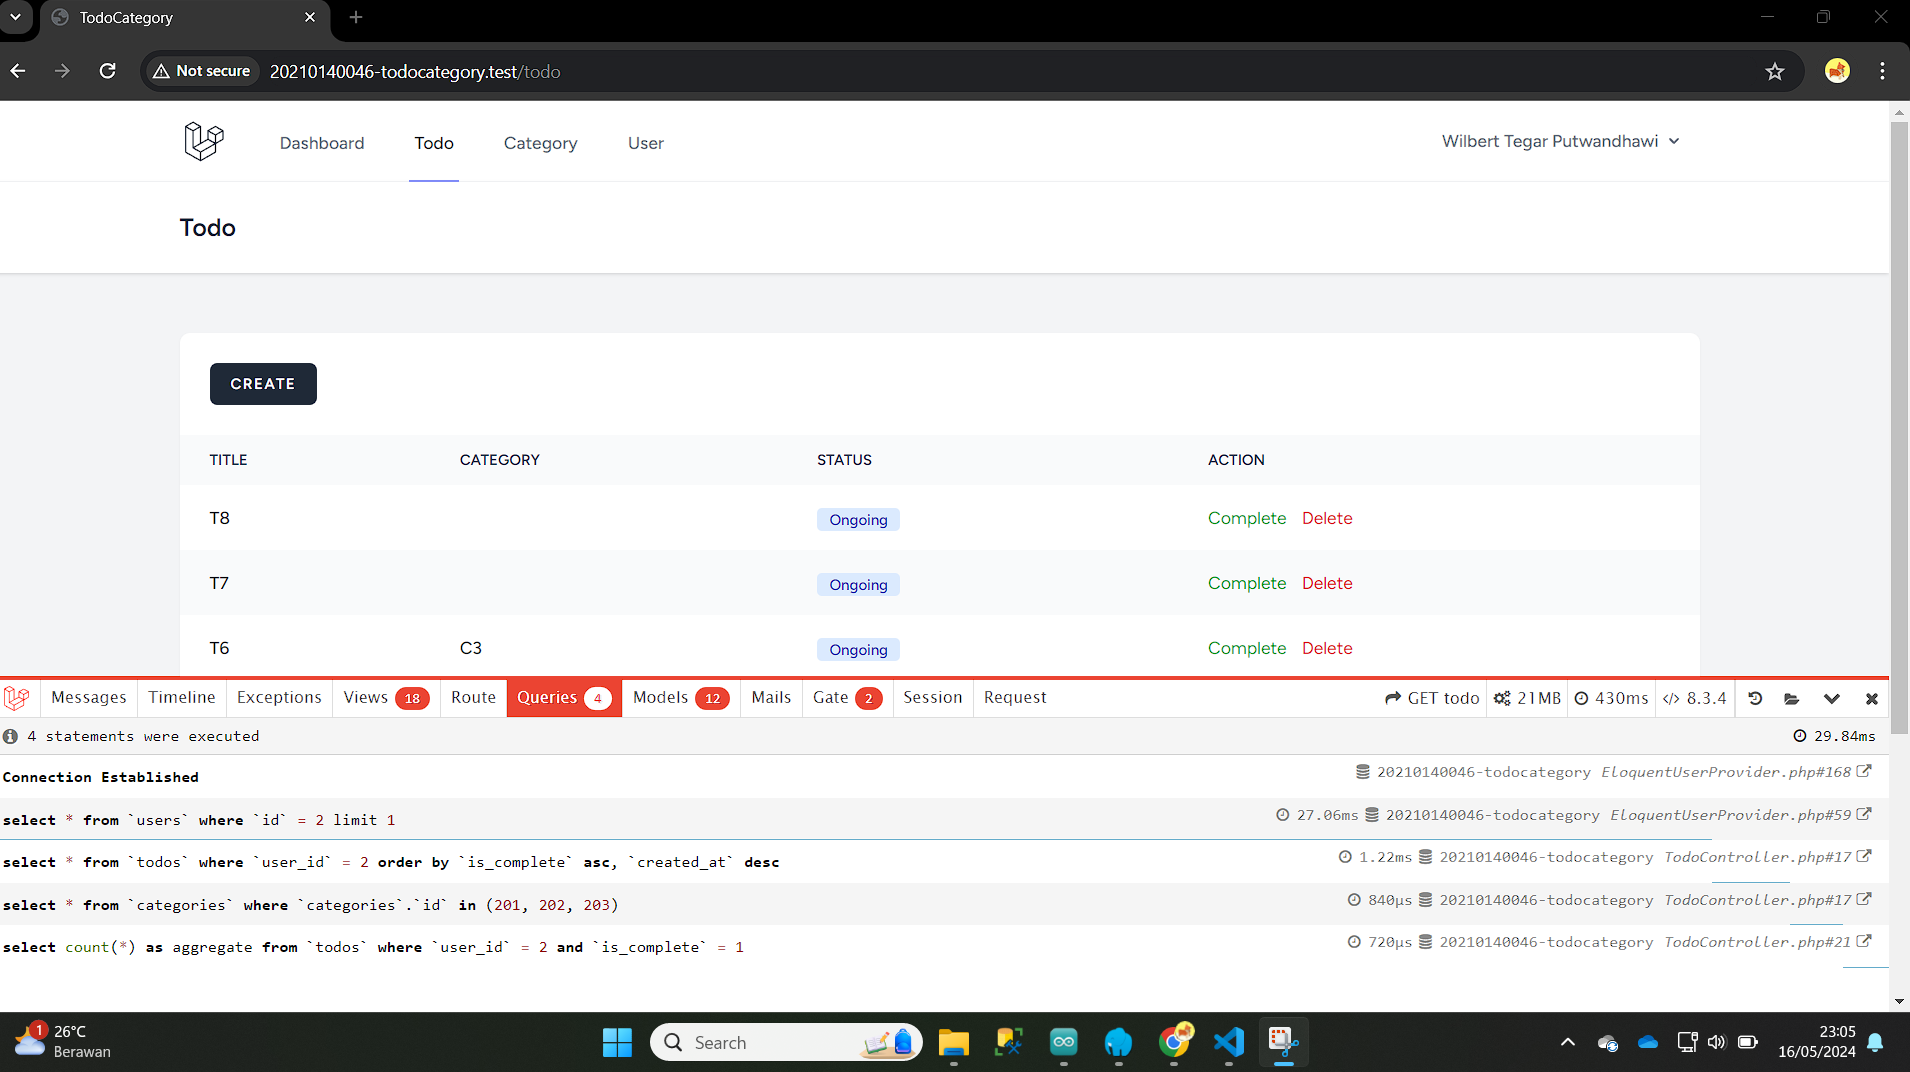 TodoCategory
Not secure 20210140046-todocategory.test/todo
Dashboard Todo Category User Wilbert Tegar Putwandhawi
Todo
CREATE
TITLE CATEGORY STATUS ACTION
T8 Ongoing Complete Delete
T7 Ongoing Complete Delete
T6 C3 Ongoing Complete Delete
Messages Timeline Exceptions Views 18 Route Queries 4 Models 12 Mails Gate 2 Session Request GET todo 21MB 430ms </> 8.3.4
4 statements were executed 29.84ms
Connection Established 20210140046-todocategory EloquentUserProvider.php#168
select * from `users` where `id` = 2 limit 1 27.06ms 20210140046-todocategory EloquentUserProvider.php#59
select * from `todos` where `user_id` = 2 order by `is_complete` asc, `created_at` desc 1.22ms 20210140046-todocategory TodoController.php#17
select * from `categories` where `categories`.`id` in (201, 202, 203) 840μs 20210140046-todocategory TodoController.php#17
select count(*) as aggregate from `todos` where `user_id` = 2 and `is_complete` = 1 720μs 20210140046-todocategory TodoController.php#21
1 26°C
Berawan
Search
23:05
16/05/2024